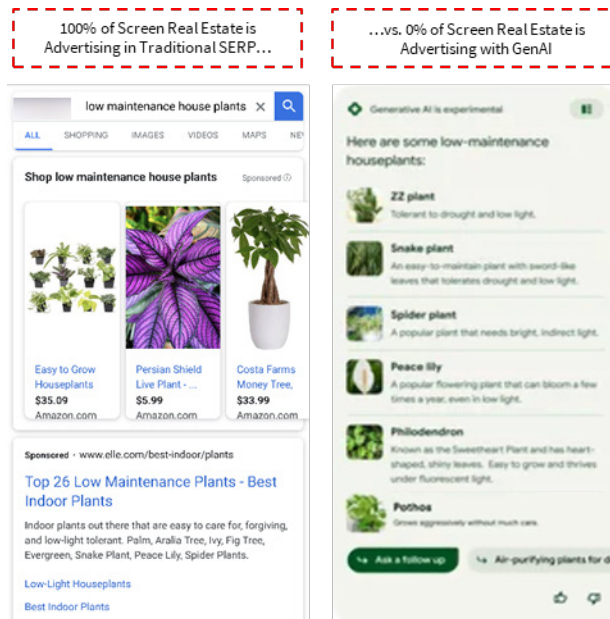 100% of Screen Real Estate is
Advertising in Traditional SERP...
...vs. 0% of Screen Real Estate is
Advertising with GenAI
low maintenance house plants
ALL SHOPPING IMAGES VIDEOS MAPS NE
Shop low maintenance house plants Sponsored
Easy to Grow
Houseplants
$35.09
Amazon.com
Persian Shield
Live Plant - ...
$5.99
Amazon.com
Costa Farms
Money Tree,
$33.99
Amazon.com
Sponsored · www.elle.com/best-indoor/plants
Top 26 Low Maintenance Plants - Best
Indoor Plants
Indoor plants out there that are easy to care for, forgiving,
and low-light tolerant. Palm, Aralia Tree, Ivy, Fig Tree,
Evergreen, Snake Plant, Peace Lily, Spider Plants.
Low-Light Houseplants
Best Indoor Plants
Generative AI is experimental
Here are some low-maintenance
houseplants:
ZZ plant
Tolerant to drought and low light.
Snake plant
An easy-to-maintain plant with sword-like
leaves that tolerates drought and low light.
Spider plant
A popular plant that needs bright, indirect light.
Peace lily
A popular flowering plant that can bloom a few
times a year, even in low light.
Philodendron
Known as the Sweetheart Plant and has heart-
shaped, shiny leaves. Easy to grow and thrives
under fluorescent light.
Pothos
Grows aggressively without much care.
Ask a follow up
Air-purifying plants for d